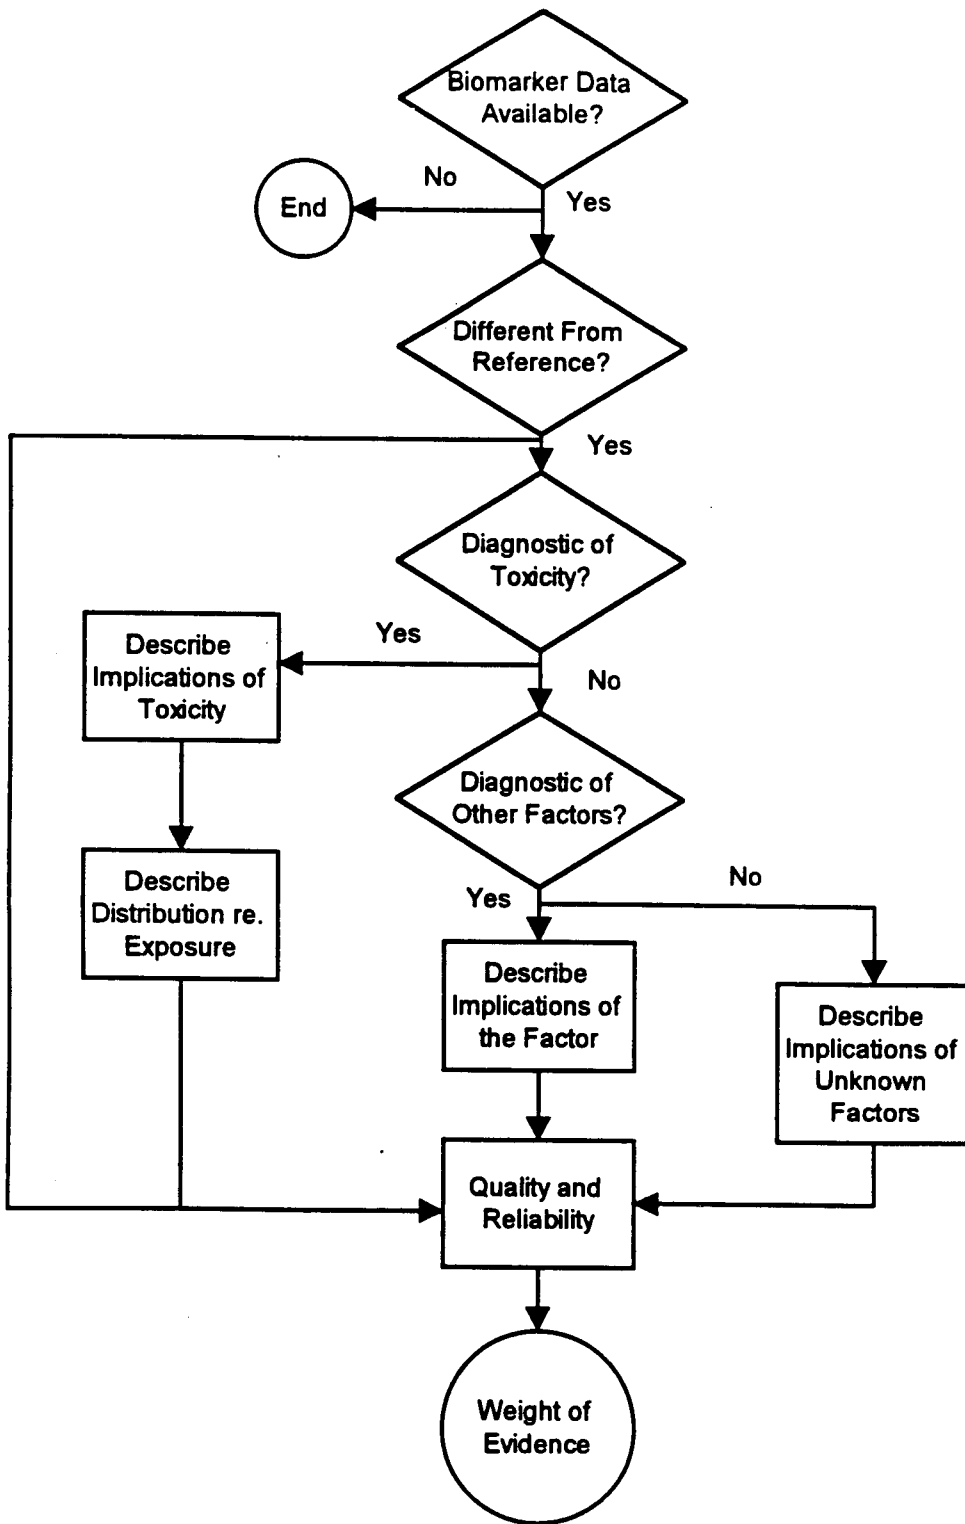 Biomarker Data
Available?
No
Yes
End
Different From
Reference?
Yes
Diagnostic of
Toxicity?
Yes
No
Describe
Implications of
Toxicity
Diagnostic of
Other Factors?
Describe
Distribution re.
Exposure
Yes
No
Describe
Implications of
the Factor
Describe
Implications of
Unknown
Factors
Quality and
Reliability
Weight of
Evidence